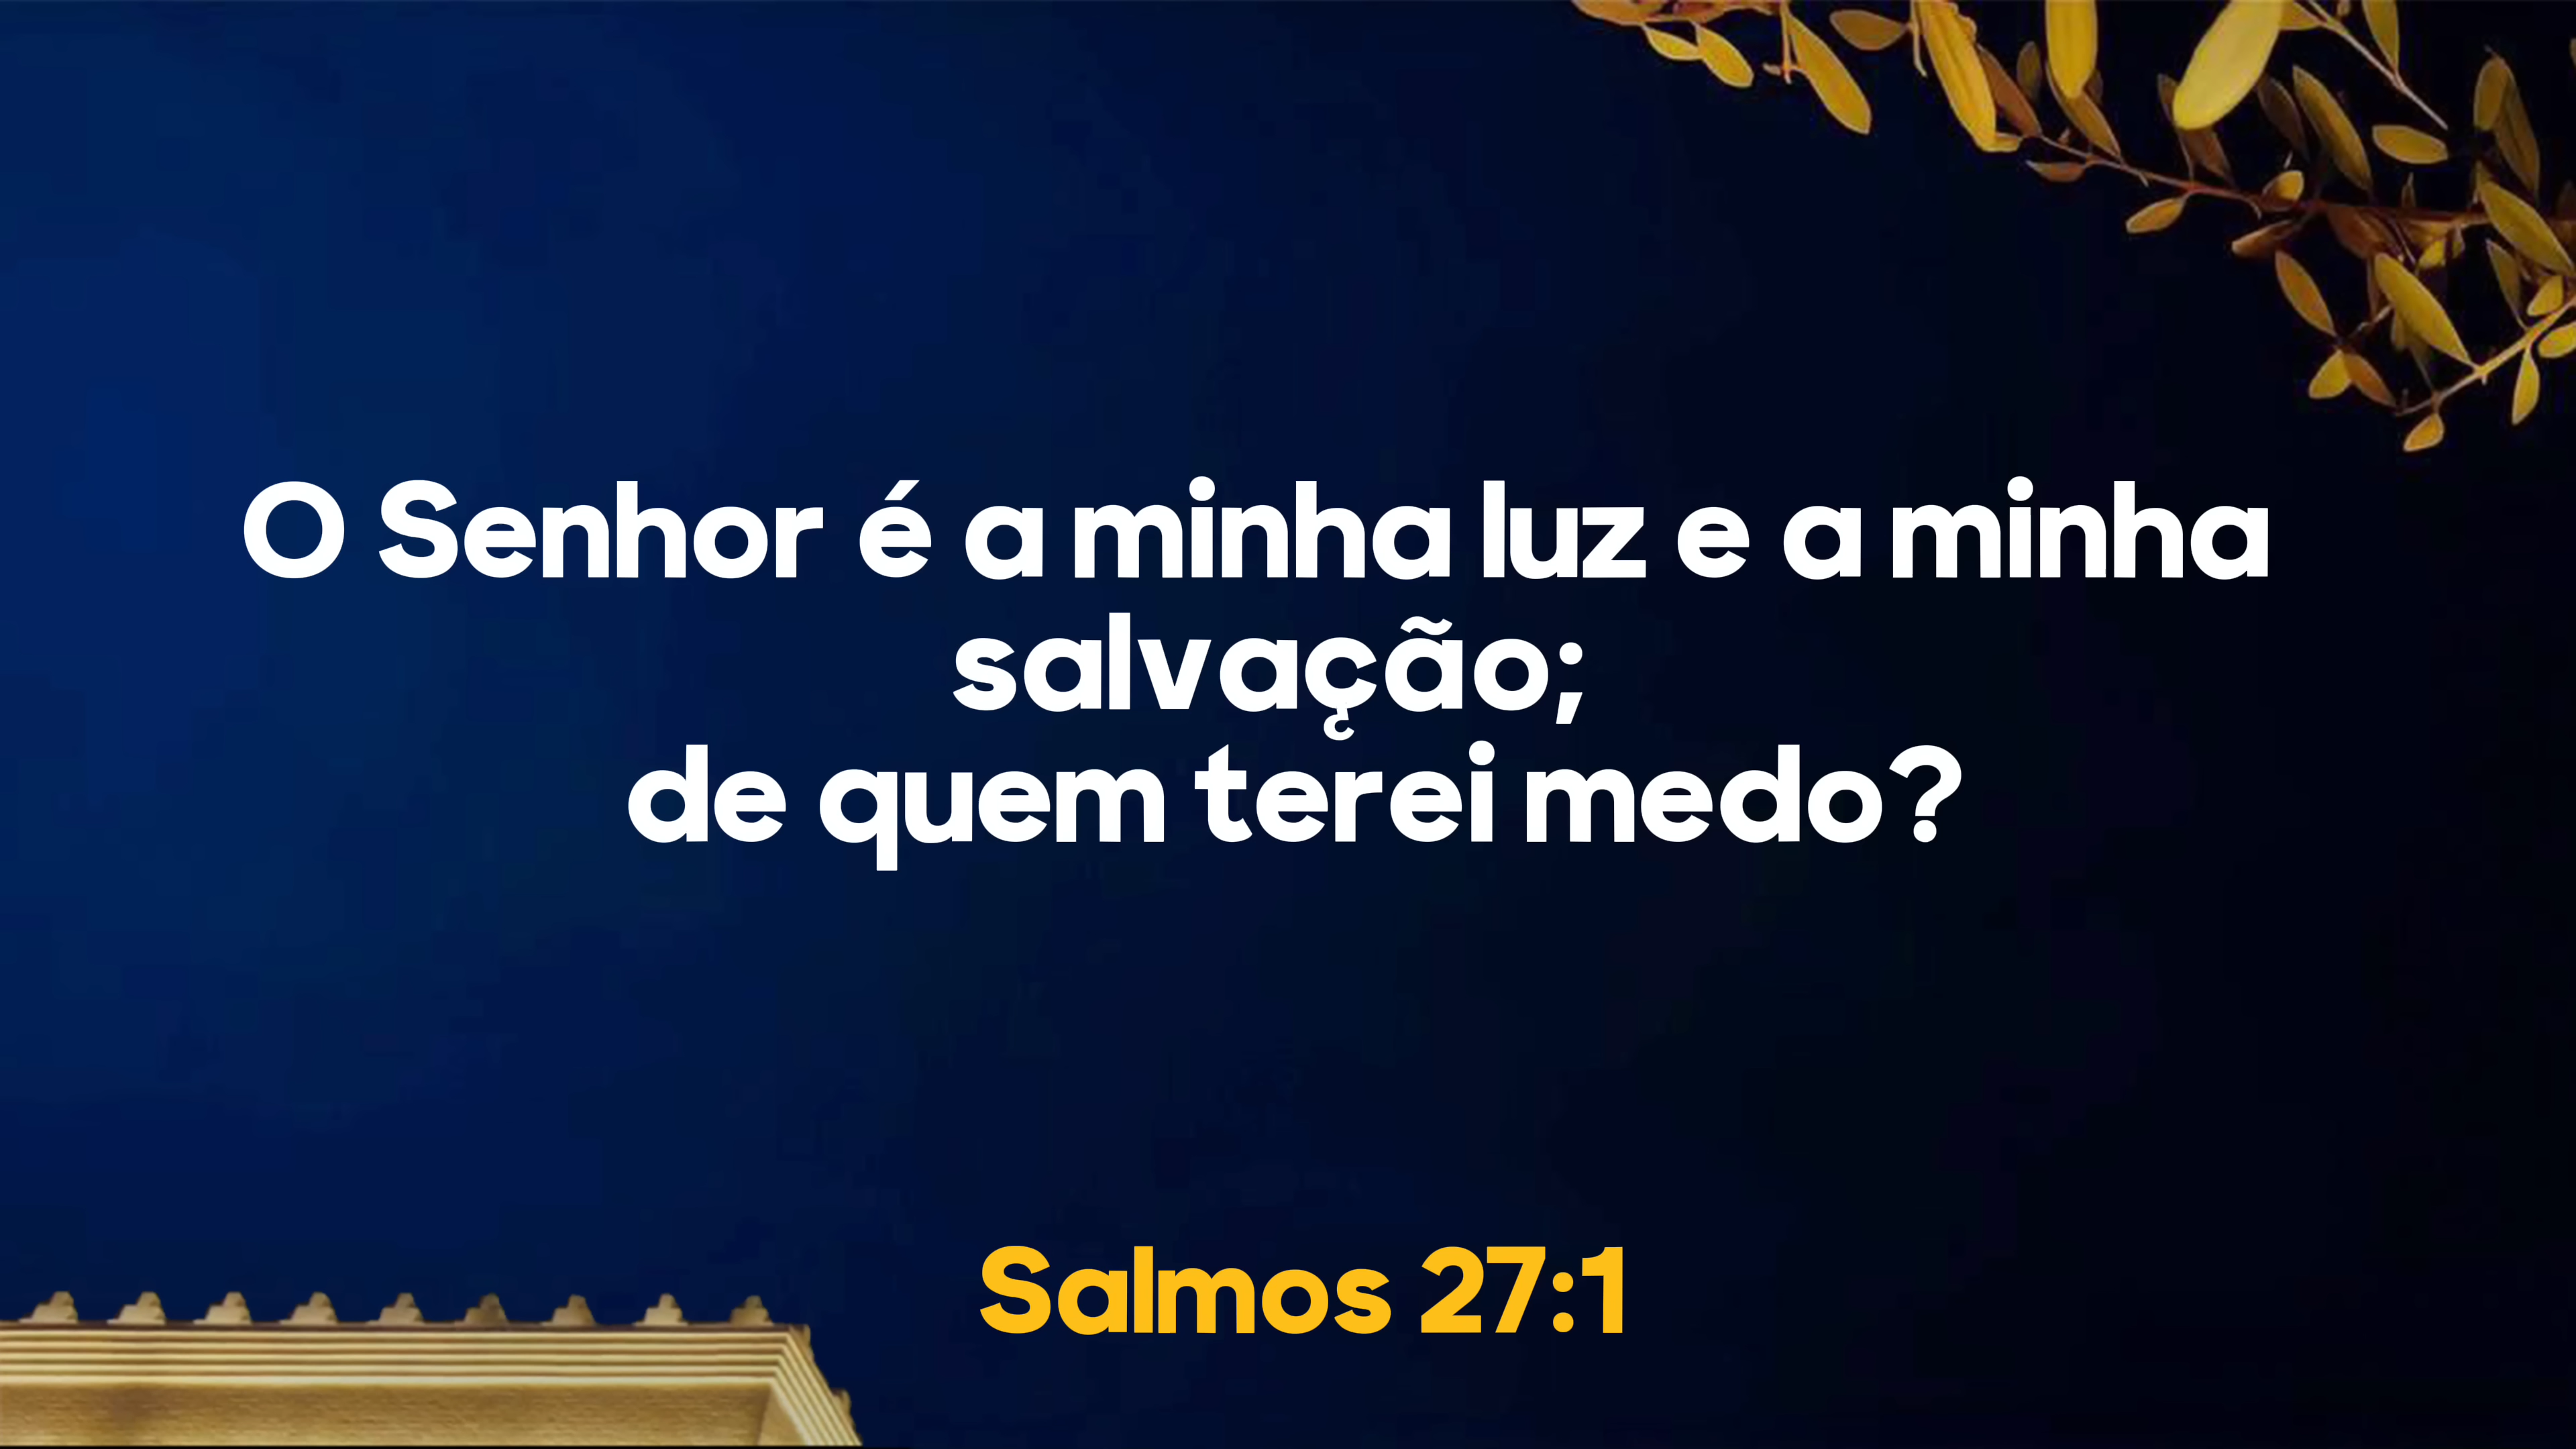 O Senhor é a minha luz e a minha
salvação;
de quem terei medo?
Salmos 27:1